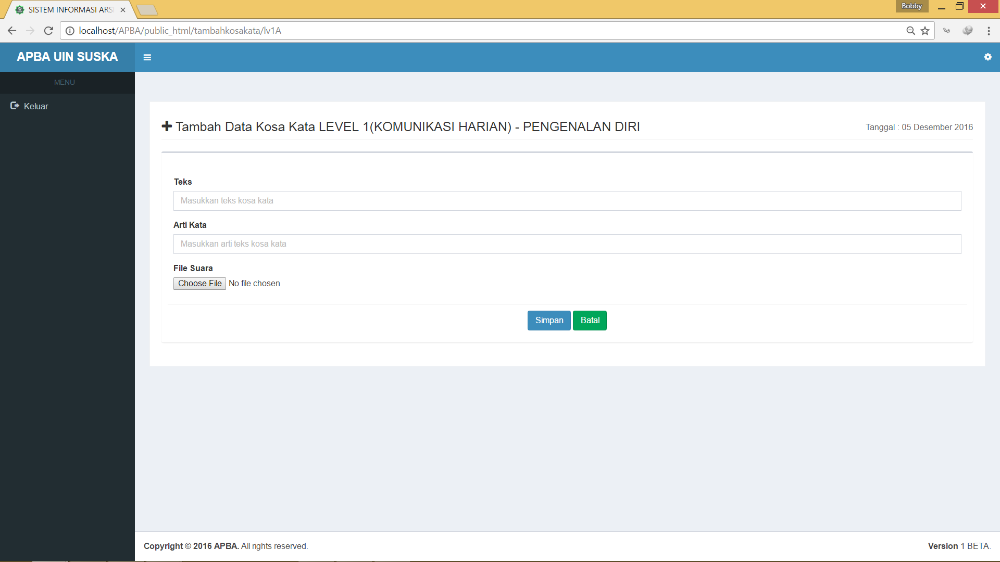 SISTEM INFORMASI ARS
Bobby
localhost/APBA/public_html/tambahkosakata/lv1A
APBA UIN SUSKA
MENU
Keluar
Tambah Data Kosa Kata LEVEL 1(KOMUNIKASI HARIAN) - PENGENALAN DIRI
Tanggal : 05 Desember 2016
Teks
Masukkan teks kosa kata
Arti Kata
Masukkan arti teks kosa kata
File Suara
Choose File No file chosen
Simpan Batal
Copyright © 2016 APBA. All rights reserved.
Version 1 BETA.